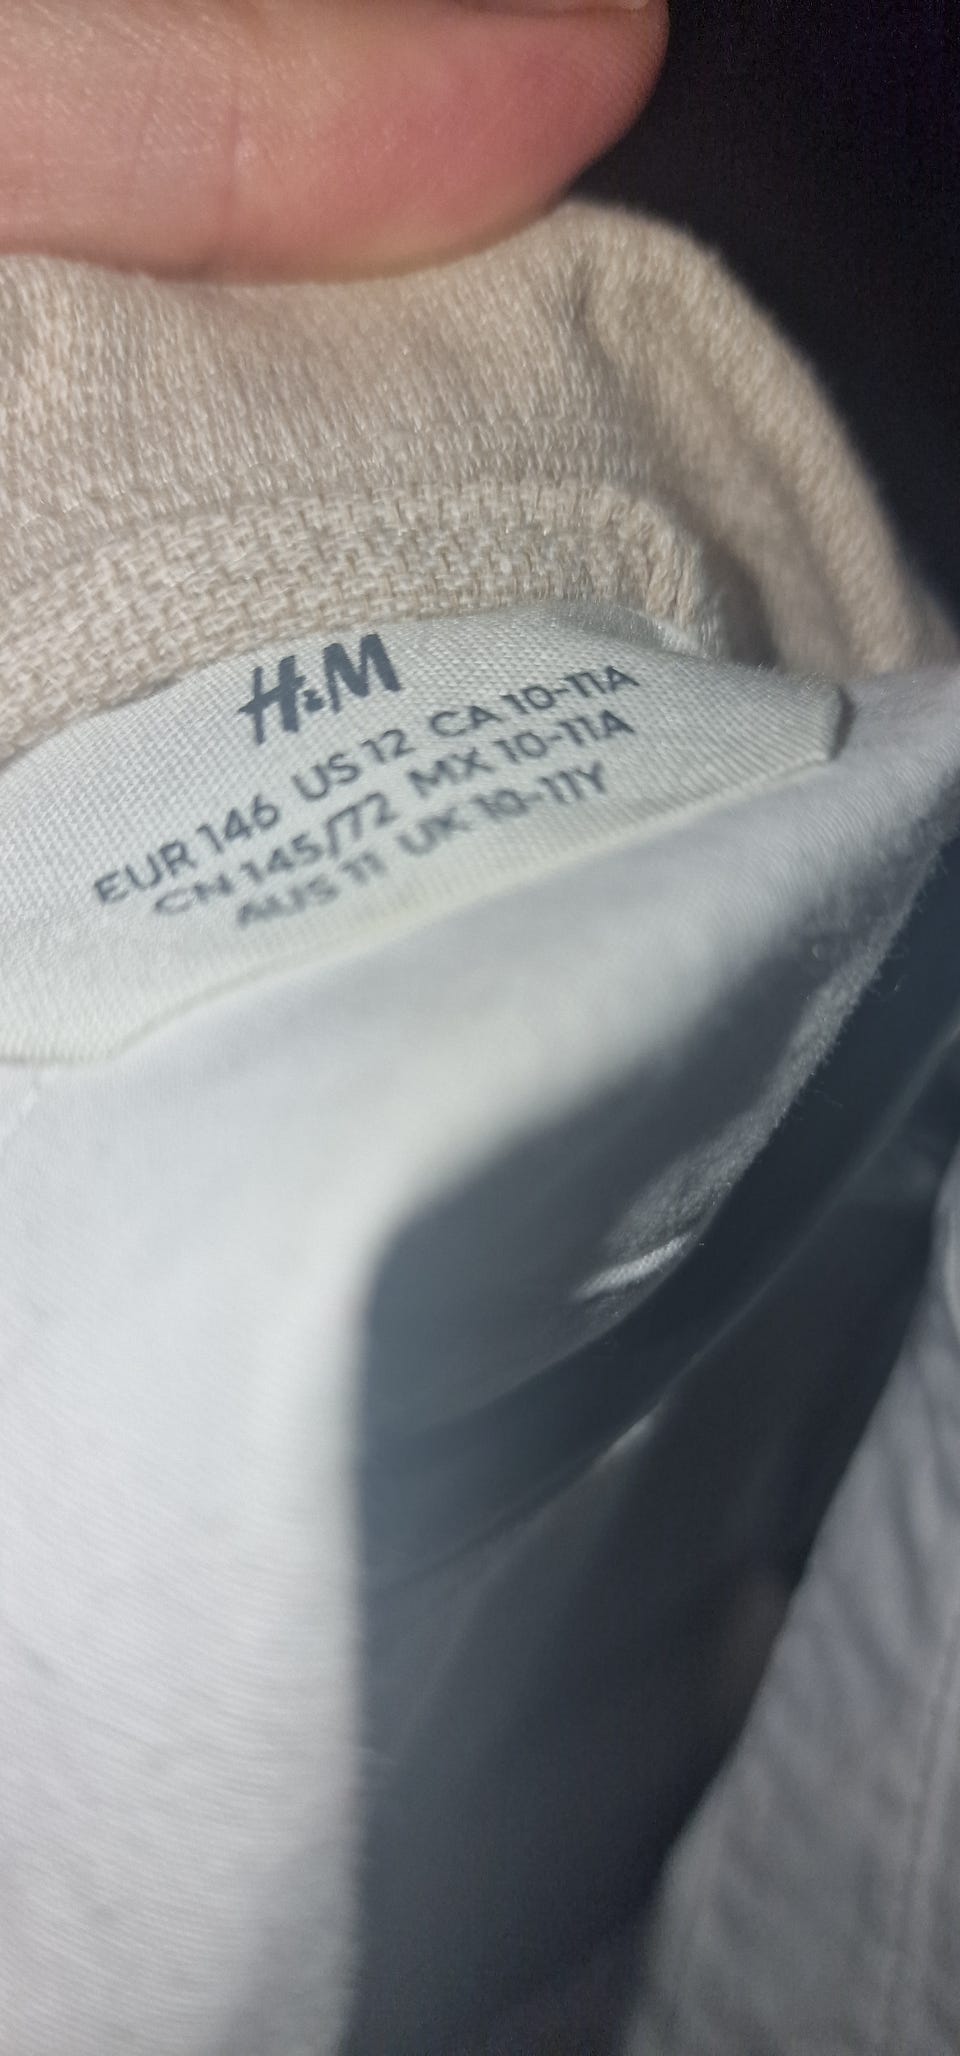 H&M
EUR 146 US 12 CA 10-11A
CN 145/72 MX 10-11A
AUS 11 UK 10-11Y